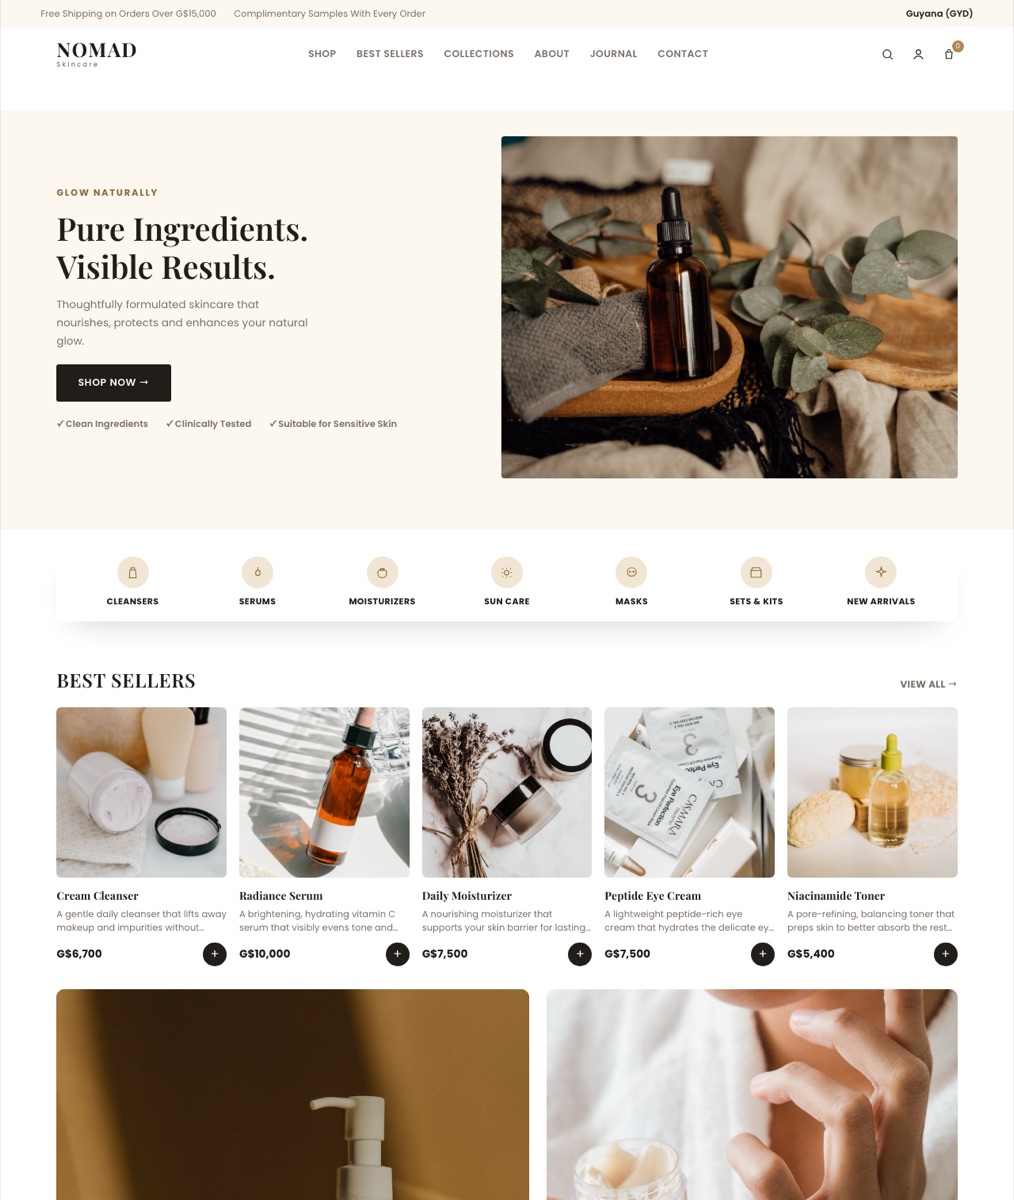 Free Shipping on Orders Over G$15,000 Complimentary Samples With Every Order Guyana (GYD)
NOMAD
Skincare
SHOP BEST SELLERS COLLECTIONS ABOUT JOURNAL CONTACT
0
GLOW NATURALLY
Pure Ingredients.
Visible Results.
Thoughtfully formulated skincare that
nourishes, protects and enhances your natural
glow.
SHOP NOW →
✓ Clean Ingredients ✓ Clinically Tested ✓ Suitable for Sensitive Skin
CLEANSERS SERUMS MOISTURIZERS SUN CARE MASKS SETS & KITS NEW ARRIVALS
BEST SELLERS
VIEW ALL →
3
Eye Perfection
CASMARA
Cream Cleanser
A gentle daily cleanser that lifts away
makeup and impurities without…
G$6,700
+
Radiance Serum
A brightening, hydrating vitamin C
serum that visibly evens tone and…
G$10,000
+
Daily Moisturizer
A nourishing moisturizer that
supports your skin barrier for lasting…
G$7,500
+
Peptide Eye Cream
A lightweight peptide-rich eye
cream that hydrates the delicate ey…
G$7,500
+
Niacinamide Toner
A pore-refining, balancing toner that
preps skin to better absorb the rest…
G$5,400
+